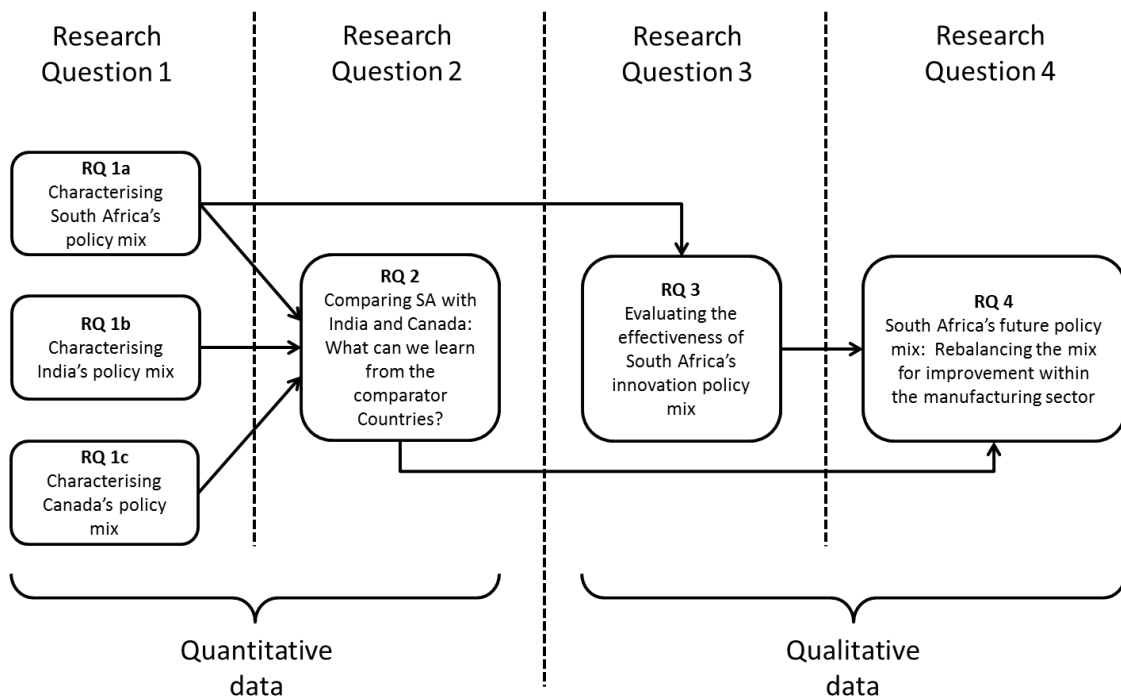 Research
Question 1
Research
Question 2
Research
Question 3
Research
Question 4
RQ 1a
Characterising
South Africa’s
policy mix
RQ 1b
Characterising
India’s policy mix
RQ 1c
Characterising
Canada’s policy
mix
RQ 2
Comparing SA with
India and Canada:
What can we learn
from the
comparator
Countries?
RQ 3
Evaluating the
effectiveness of
South Africa’s
innovation policy
mix
RQ 4
South Africa’s future policy
mix: Rebalancing the mix
for improvement within
the manufacturing sector
Quantitative
data
Qualitative
data